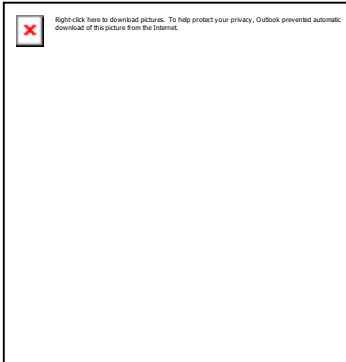 Right-click here to download pictures.  To help protect your privacy, Outlook prevented automatic
download of this picture from the Internet.